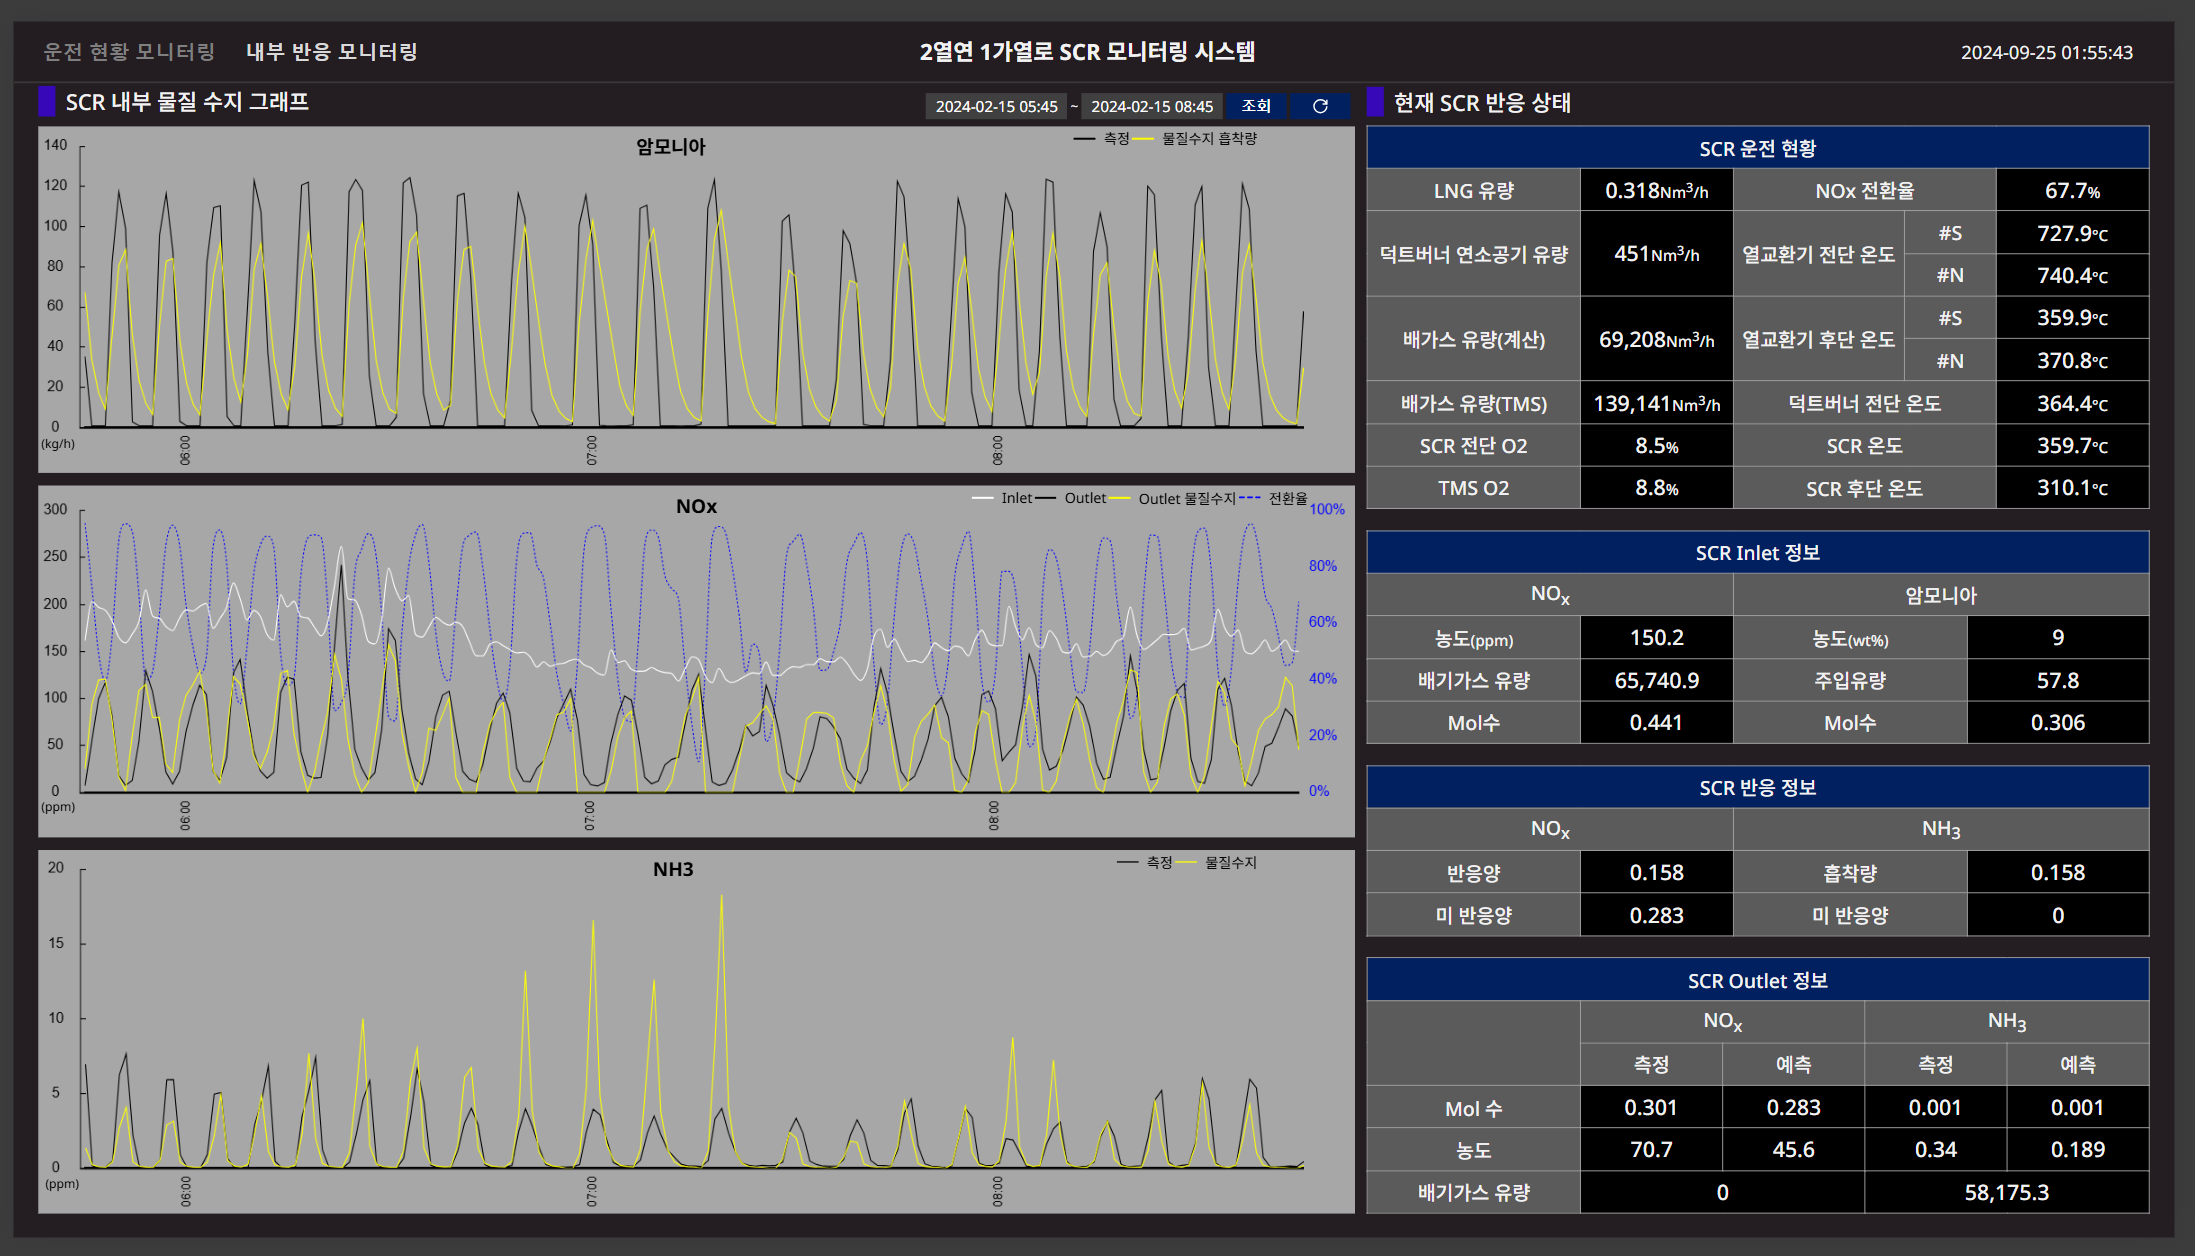 운전 현황 모니터링 내부 반응 모니터링 2열연 1가열로 SCR 모니터링 시스템 2024-09-25 01:55:43
SCR 내부 물질 수지 그래프 2024-02-15 05:45 ~ 2024-02-15 08:45 조회
암모니아
측정 물질수지 흡착량
140
120
100
80
60
40
20
0
(kg/h)
06:00 07:00 08:00
NOx
Inlet Outlet Outlet 물질수지 전환율
300 100%
250
80%
200
60%
150
40%
100
20%
50
0 0%
(ppm)
06:00 07:00 08:00
NH3
측정 물질수지
20
15
10
5
0
(ppm)
06:00 07:00 08:00
현재 SCR 반응 상태
SCR 운전 현황
LNG 유량 0.318Nm³/h NOx 전환율 67.7%
덕트버너 연소공기 유량 451Nm³/h 열교환기 전단 온도 #S 727.9℃
#N 740.4℃
배가스 유량(계산) 69,208Nm³/h 열교환기 후단 온도 #S 359.9℃
#N 370.8℃
배가스 유량(TMS) 139,141Nm³/h 덕트버너 전단 온도 364.4℃
SCR 전단 O2 8.5% SCR 온도 359.7℃
TMS O2 8.8% SCR 후단 온도 310.1℃
SCR Inlet 정보
NOx 암모니아
농도(ppm) 150.2 농도(wt%) 9
배기가스 유량 65,740.9 주입유량 57.8
Mol수 0.441 Mol수 0.306
SCR 반응 정보
NOx NH3
반응양 0.158 흡착량 0.158
미 반응양 0.283 미 반응양 0
SCR Outlet 정보
NOx NH3
측정 예측 측정 예측
Mol 수 0.301 0.283 0.001 0.001
농도 70.7 45.6 0.34 0.189
배기가스 유량 0 58,175.3